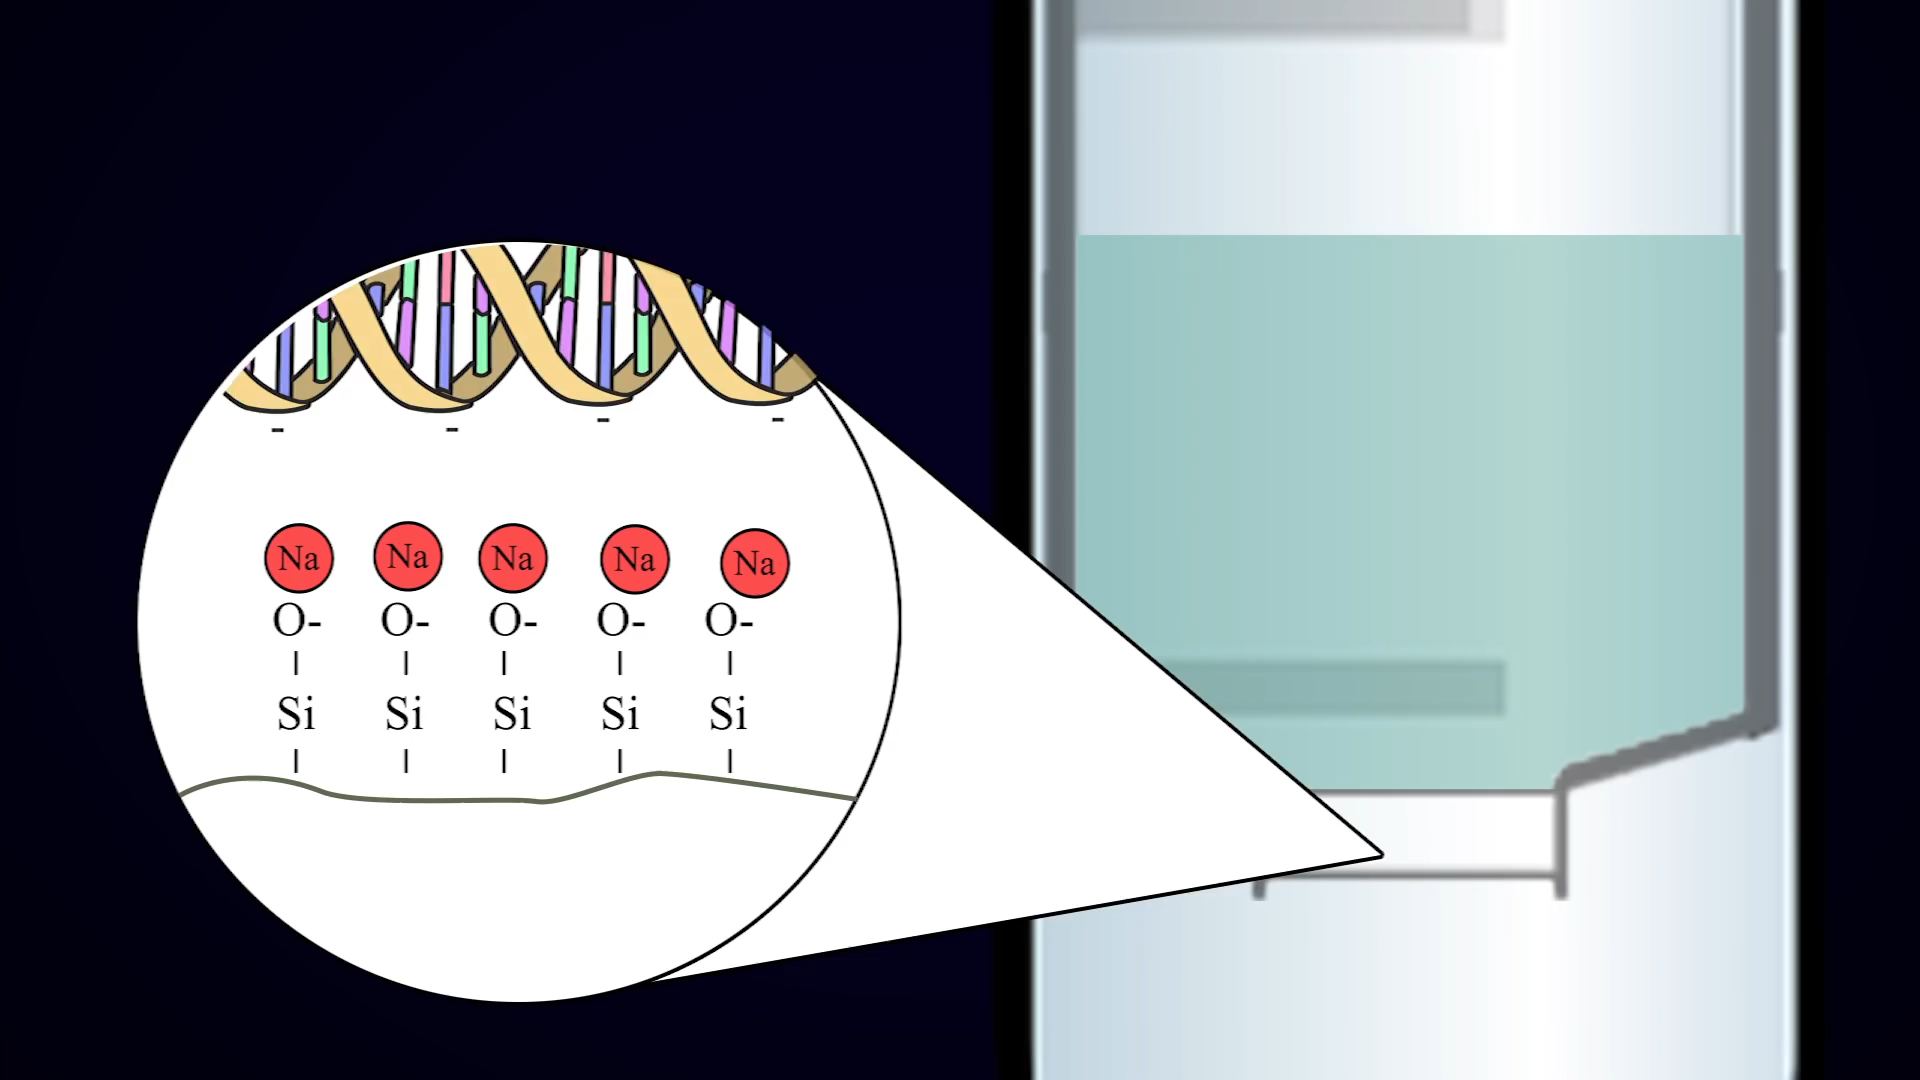 - - - -
Na Na Na Na Na
O- O- O- O- O-
| | | | |
Si Si Si Si Si
| | | | |